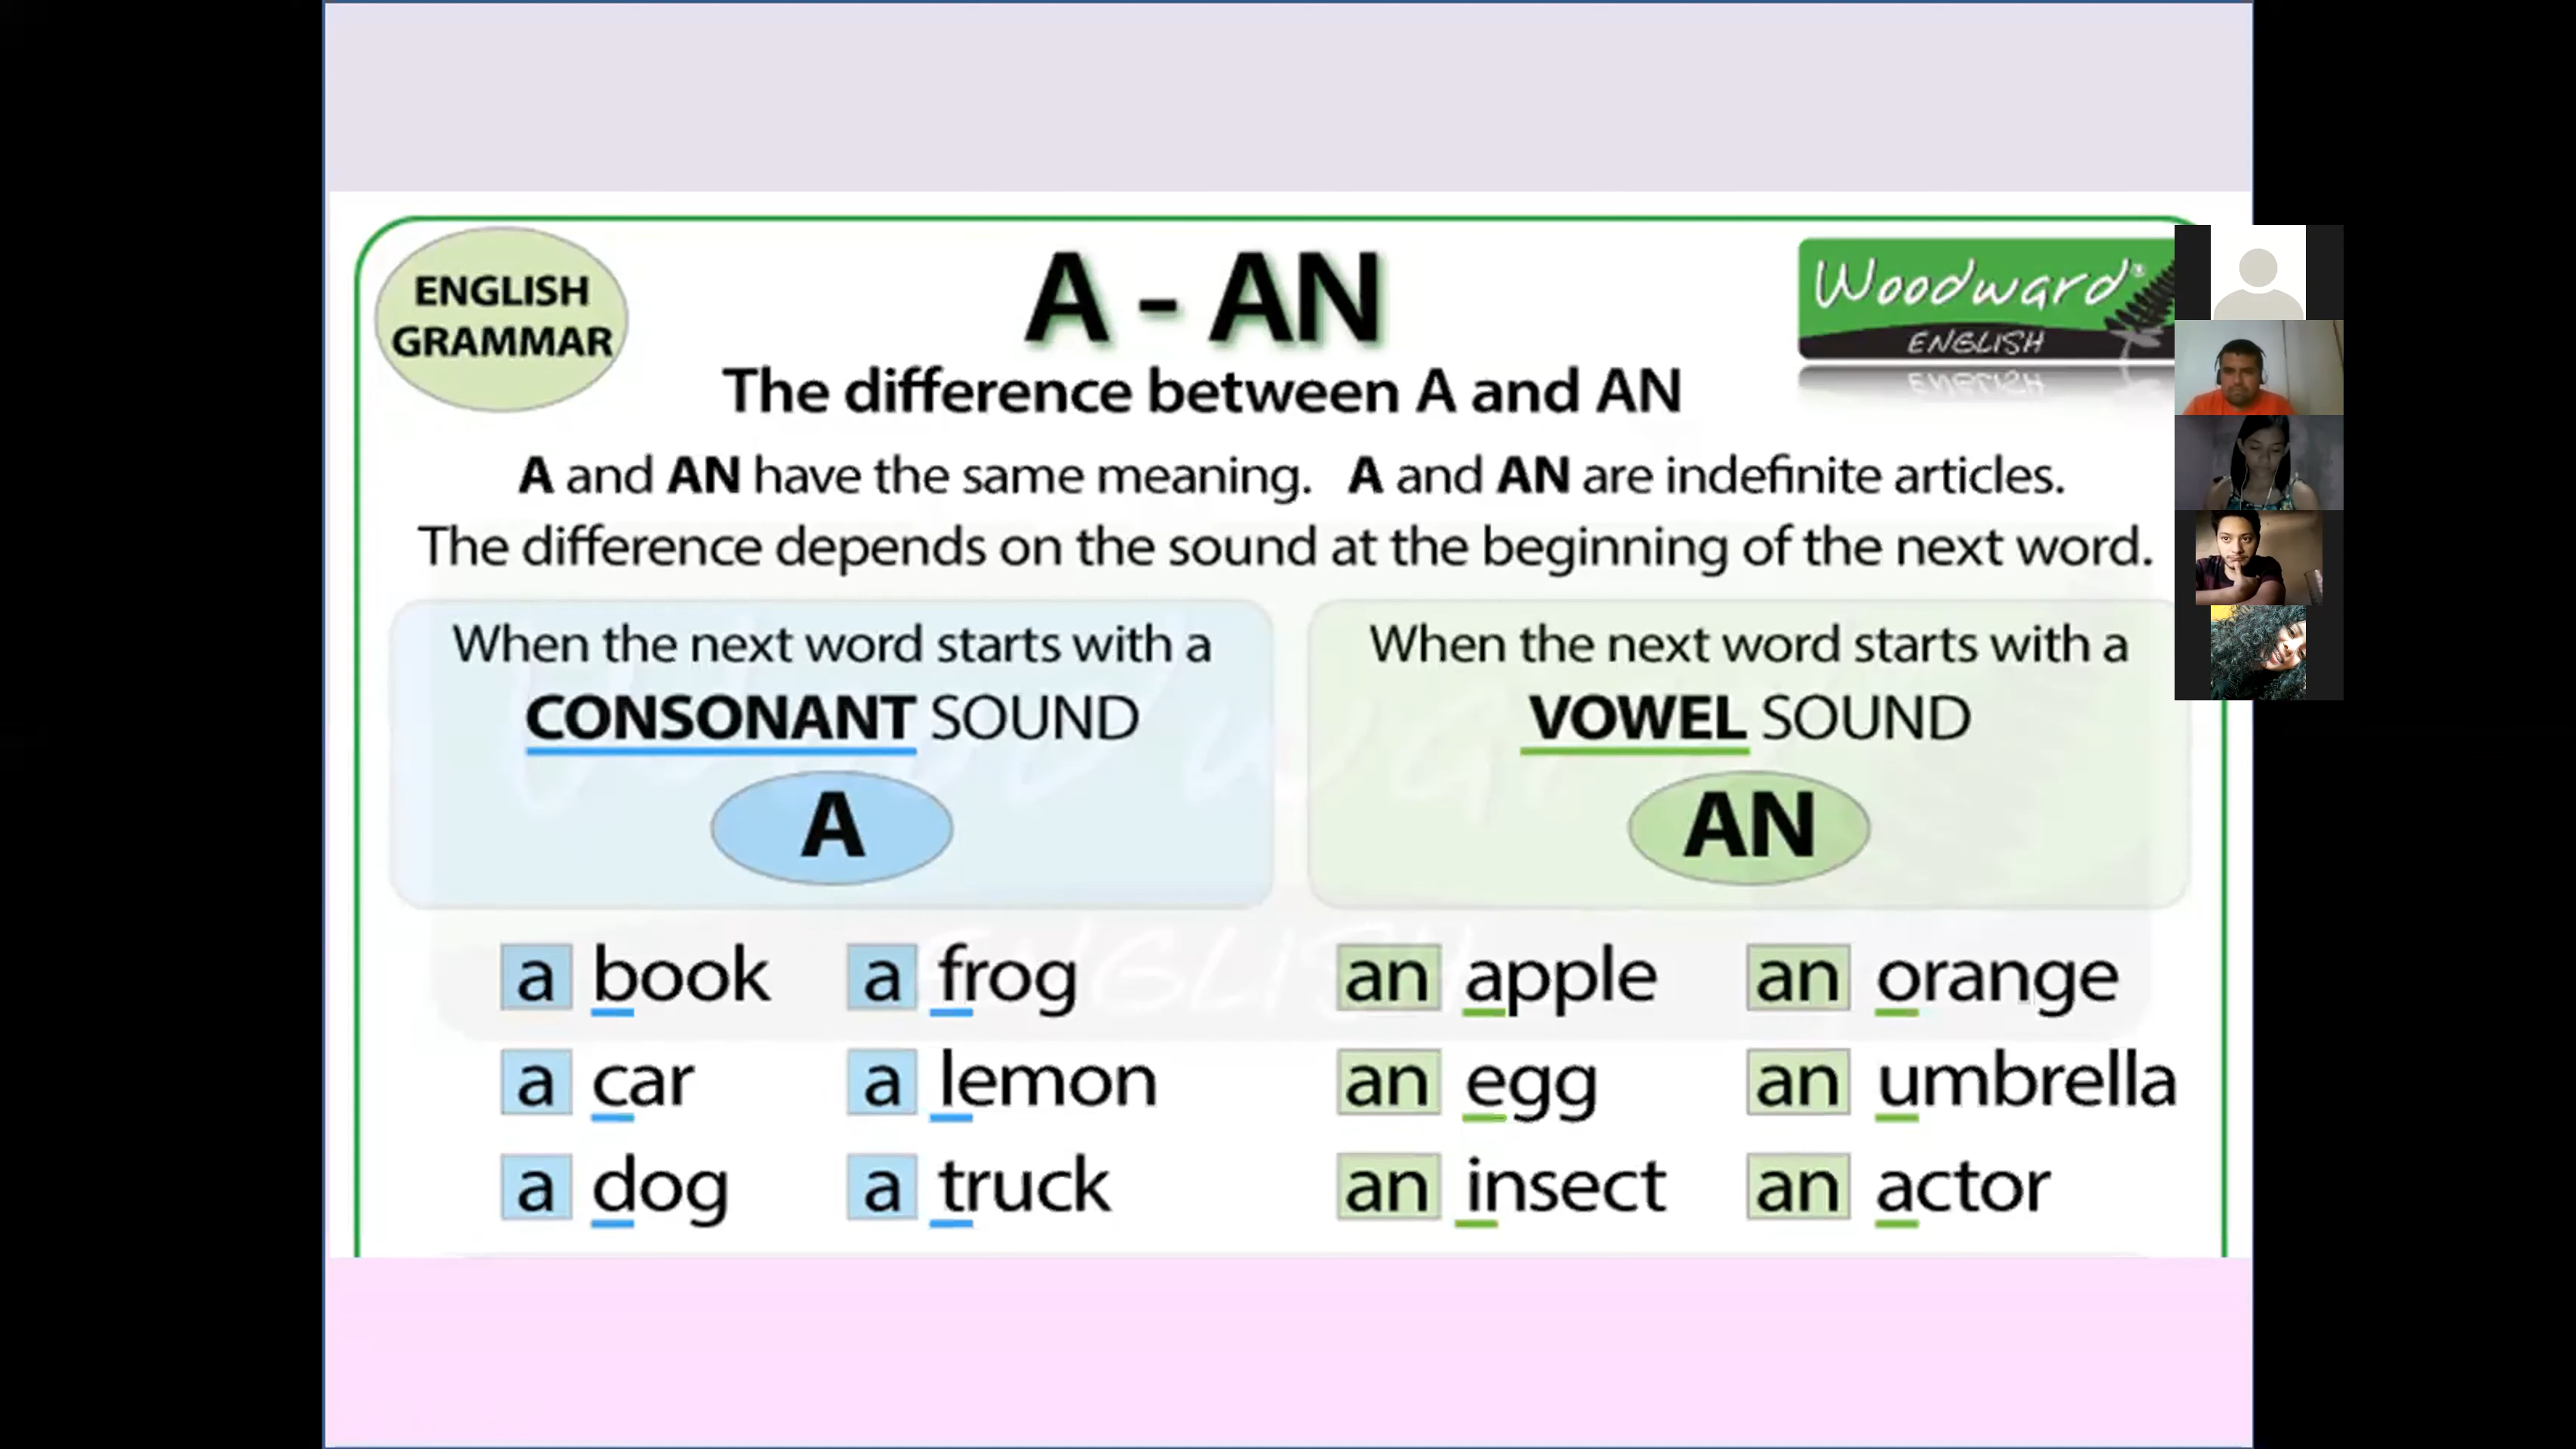 ENGLISH
GRAMMAR
A - AN
Woodward®
ENGLISH
The difference between A and AN
A and AN have the same meaning. A and AN are indefinite articles.
The difference depends on the sound at the beginning of the next word.
When the next word starts with a
CONSONANT SOUND
A
When the next word starts with a
VOWEL SOUND
AN
a book a frog
a car a lemon
a dog a truck
an apple an orange
an egg an umbrella
an insect an actor